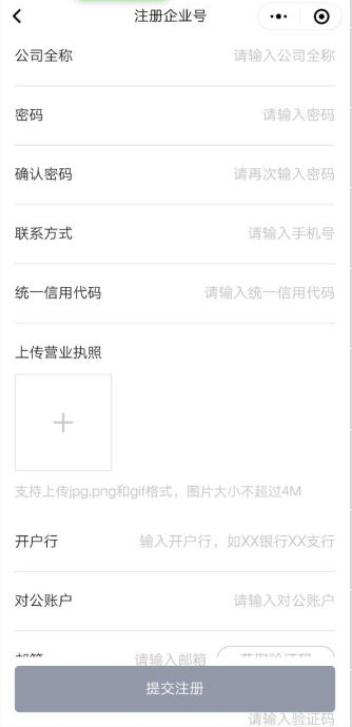 注册企业号
公司全称 请输入公司全称
密码 请输入密码
确认密码 请再次输入密码
联系方式 请输入手机号
统一信用代码 请输入统一信用代码
上传营业执照
支持上传jpg.png和gif格式，图片大小不超过4M
开户行 输入开户行，如XX银行XX支行
对公账户 请输入对公账户
请输入邮箱
提交注册
请输入验证码